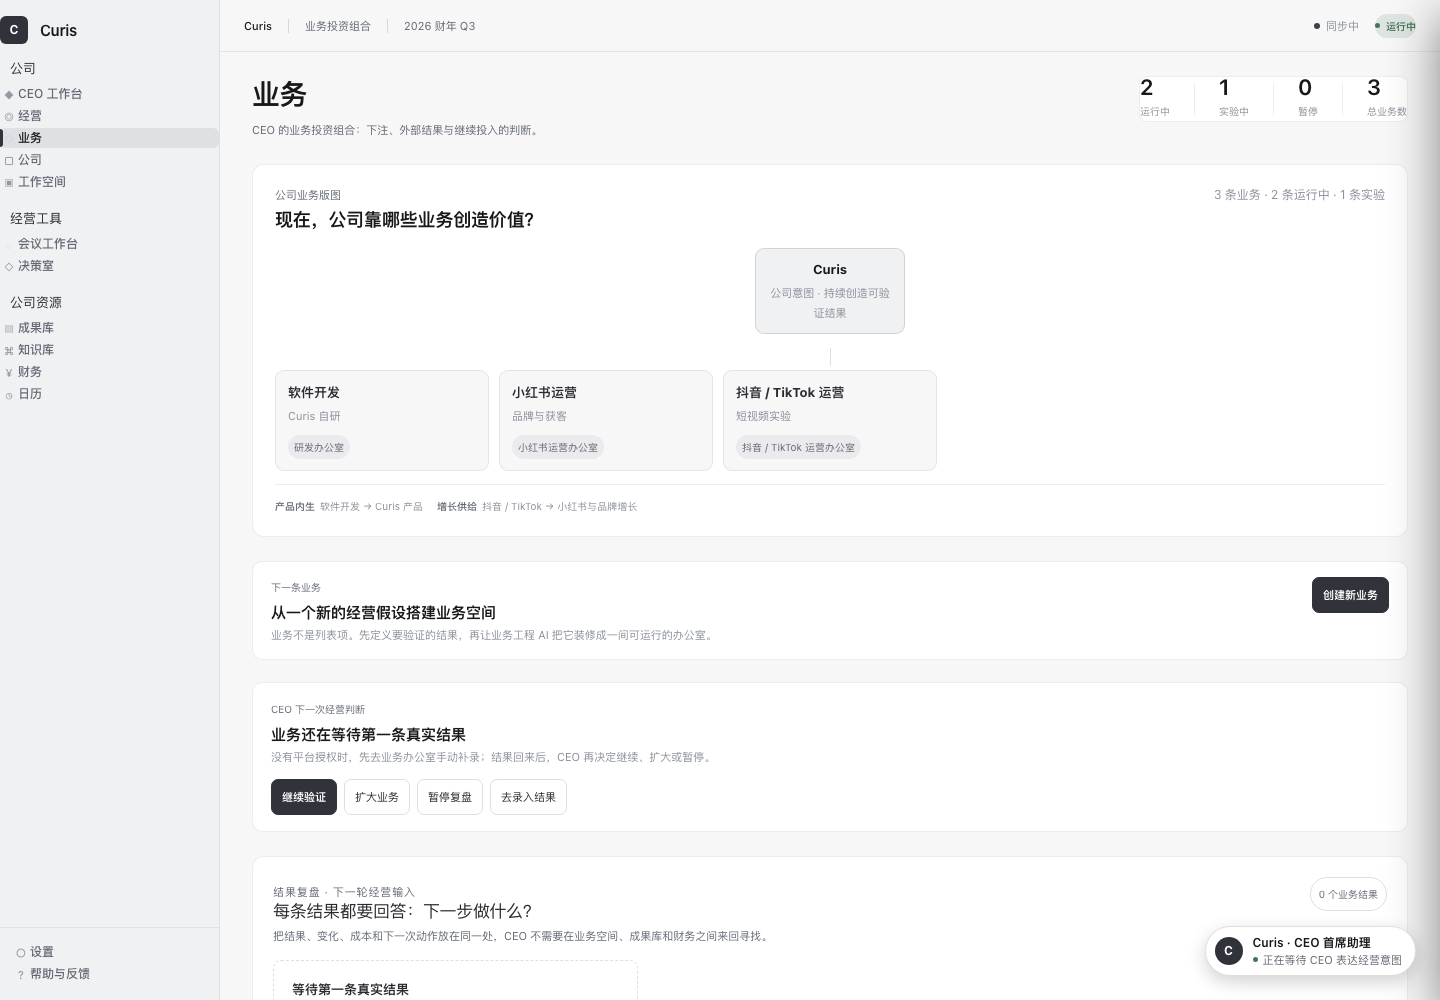 C Curis
公司
CEO 工作台
经营
业务
公司
工作空间
经营工具
会议工作台
决策室
公司资源
成果库
知识库
¥ 财务
日历
设置
? 帮助与反馈
Curis 业务投资组合 2026 财年 Q3
同步中 运行中
业务
CEO 的业务投资组合：下注、外部结果与继续投入的判断。
2 1 0 3
运行中 实验中 暂停 总业务数
公司业务版图
3 条业务 · 2 条运行中 · 1 条实验
现在，公司靠哪些业务创造价值？
Curis
公司意图 · 持续创造可验
证结果
软件开发
Curis 自研
研发办公室
小红书运营
品牌与获客
小红书运营办公室
抖音 / TikTok 运营
短视频实验
抖音 / TikTok 运营办公室
产品内生 软件开发 → Curis 产品 增长供给 抖音 / TikTok → 小红书与品牌增长
下一条业务
从一个新的经营假设搭建业务空间
业务不是列表项。先定义要验证的结果，再让业务工程 AI 把它装修成一间可运行的办公室。
创建新业务
CEO 下一次经营判断
业务还在等待第一条真实结果
没有平台授权时，先去业务办公室手动补录；结果回来后，CEO 再决定继续、扩大或暂停。
继续验证 扩大业务 暂停复盘 去录入结果
结果复盘 · 下一轮经营输入
每条结果都要回答：下一步做什么？
把结果、变化、成本和下一次动作放在同一处，CEO 不需要在业务空间、成果库和财务之间来回寻找。
0 个业务结果
等待第一条真实结果
C Curis · CEO 首席助理
正在等待 CEO 表达经营意图